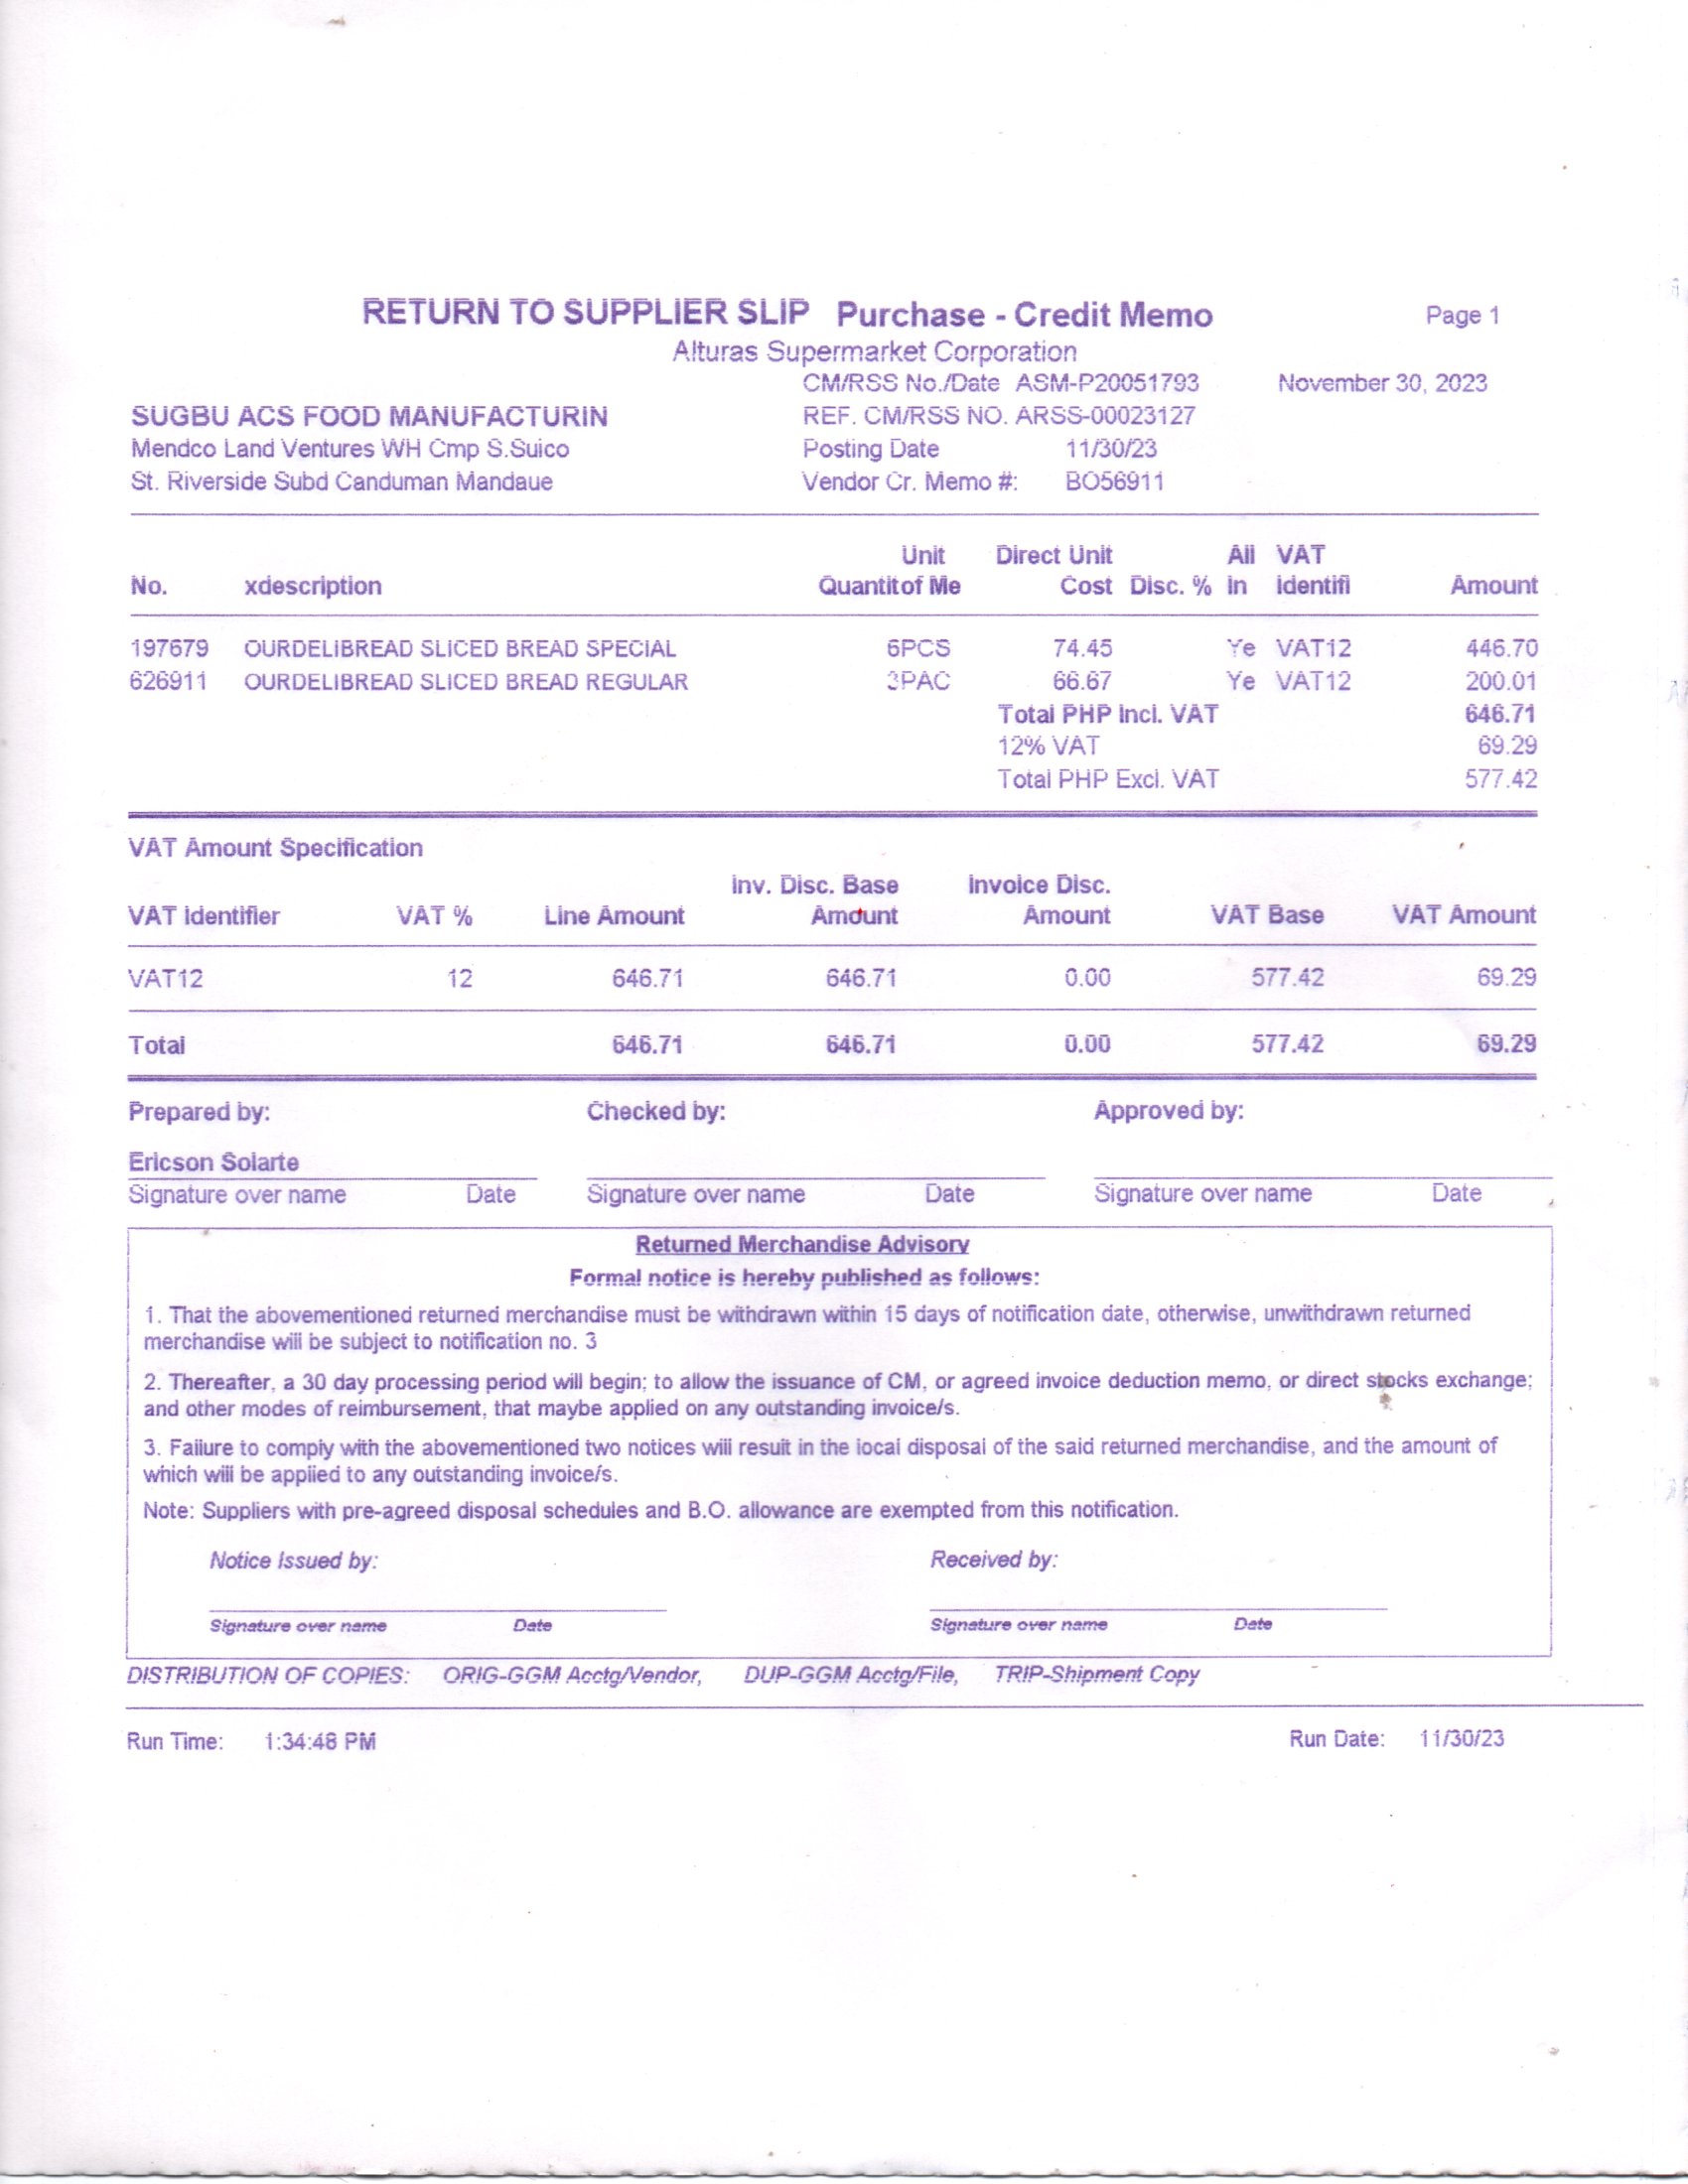 RETURN TO SUPPLIER SLIP Purchase - Credit Memo Page 1
Alturas Supermarket Corporation
CM/RSS No./Date ASM-P20051793 November 30, 2023
SUGBU ACS FOOD MANUFACTURIN REF. CM/RSS NO. ARSS-00023127
Mendco Land Ventures WH Cmp S.Suico Posting Date 11/30/23
St. Riverside Subd Canduman Mandaue Vendor Cr. Memo #: BO56911
Unit Direct Unit All VAT
No. xdescription Quantitof Me Cost Disc. % in identifi Amount
197679 OURDELIBREAD SLICED BREAD SPECIAL 6PCS 74.45 Ye VAT12 446.70
626911 OURDELIBREAD SLICED BREAD REGULAR 3PAC 66.67 Ye VAT12 200.01
Total PHP Incl. VAT 646.71
12% VAT 69.29
Total PHP Excl. VAT 577.42
VAT Amount Specification
Inv. Disc. Base Invoice Disc.
VAT Identifier VAT % Line Amount Amount Amount VAT Base VAT Amount
VAT12 12 646.71 646.71 0.00 577.42 69.29
Total 646.71 646.71 0.00 577.42 69.29
Prepared by: Checked by: Approved by:
Ericson Solarte
Signature over name Date Signature over name Date Signature over name Date
Returned Merchandise Advisory
Formal notice is hereby published as follows:
1. That the abovementioned returned merchandise must be withdrawn within 15 days of notification date, otherwise, unwithdrawn returned
merchandise will be subject to notification no. 3
2. Thereafter, a 30 day processing period will begin; to allow the issuance of CM, or agreed invoice deduction memo, or direct stocks exchange;
and other modes of reimbursement, that maybe applied on any outstanding invoice/s.
3. Failure to comply with the abovementioned two notices will result in the local disposal of the said returned merchandise, and the amount of
which will be applied to any outstanding invoice/s.
Note: Suppliers with pre-agreed disposal schedules and B.O. allowance are exempted from this notification.
Notice Issued by: Received by:
Signature over name Date Signature over name Date
DISTRIBUTION OF COPIES: ORIG-GGM Acctg/Vendor, DUP-GGM Acctg/File, TRIP-Shipment Copy
Run Time: 1:34:48 PM Run Date: 11/30/23